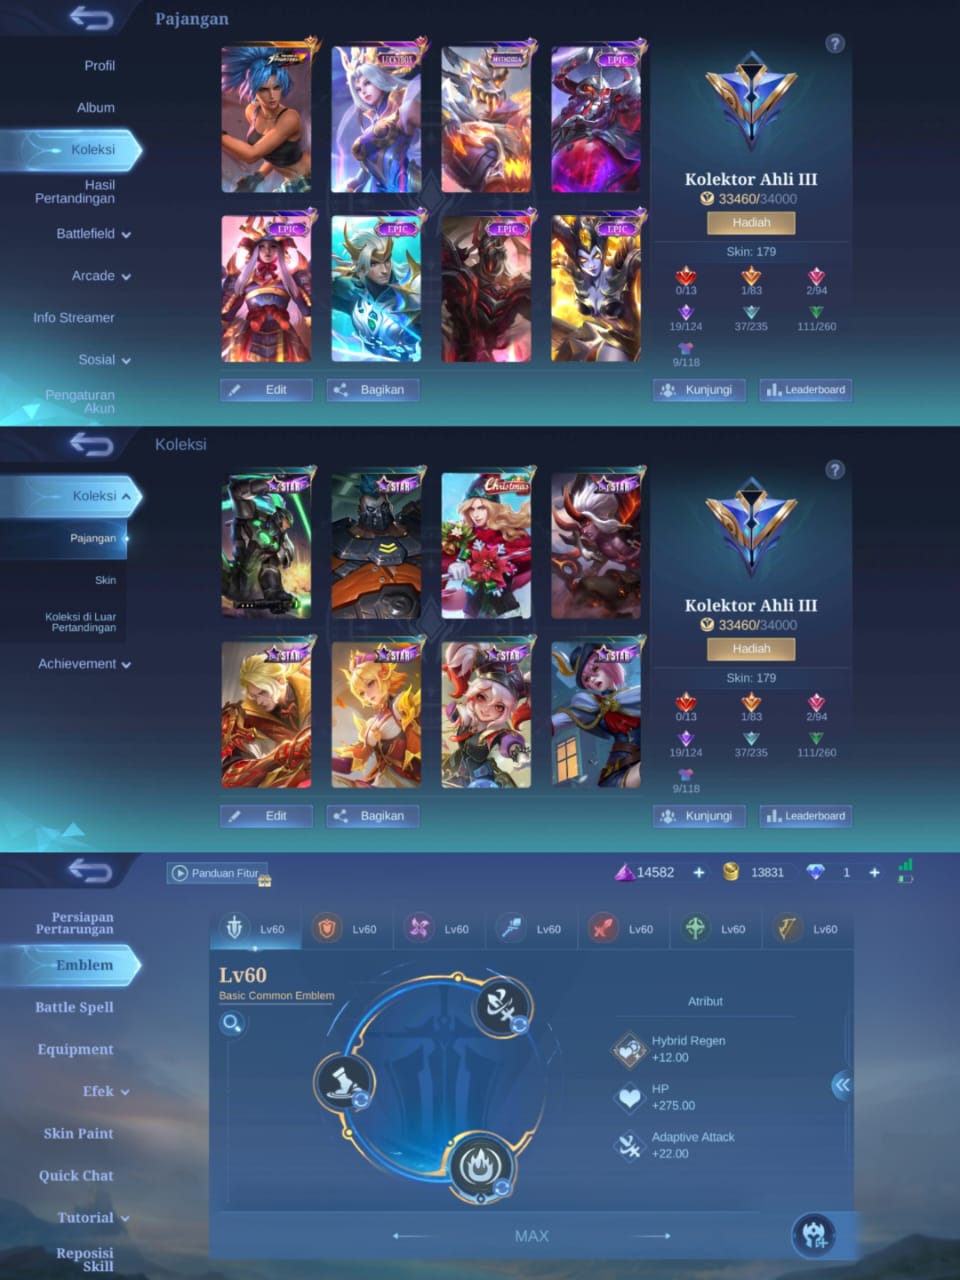 Pajangan
Profil
Album
Koleksi
Hasil
Pertandingan
Battlefield
Arcade
Info Streamer
Sosial
Pengaturan
Akun
LUCKYBOX
EPIC
EPIC
EPIC
EPIC
EPIC
Edit
Bagikan
?
Kolektor Ahli III
33460/34000
Hadiah
Skin: 179
0/13
1/83
2/94
19/124
37/235
111/260
9/118
Kunjungi
Leaderboard
Koleksi
Koleksi
Pajangan
Skin
Koleksi di Luar
Pertandingan
Achievement
STAR
STAR
Christmas
STAR
STAR
STAR
STAR
STAR
Edit
Bagikan
?
Kolektor Ahli III
33460/34000
Hadiah
Skin: 179
0/13
1/83
2/94
19/124
37/235
111/260
9/118
Kunjungi
Leaderboard
Panduan Fitur
14582
13831
1
Persiapan
Pertarungan
Emblem
Battle Spell
Equipment
Efek
Skin Paint
Quick Chat
Tutorial
Reposisi
Skill
Lv60
Lv60
Lv60
Lv60
Lv60
Lv60
Lv60
Lv60
Basic Common Emblem
Atribut
Hybrid Regen
+12.00
HP
+275.00
Adaptive Attack
+22.00
MAX